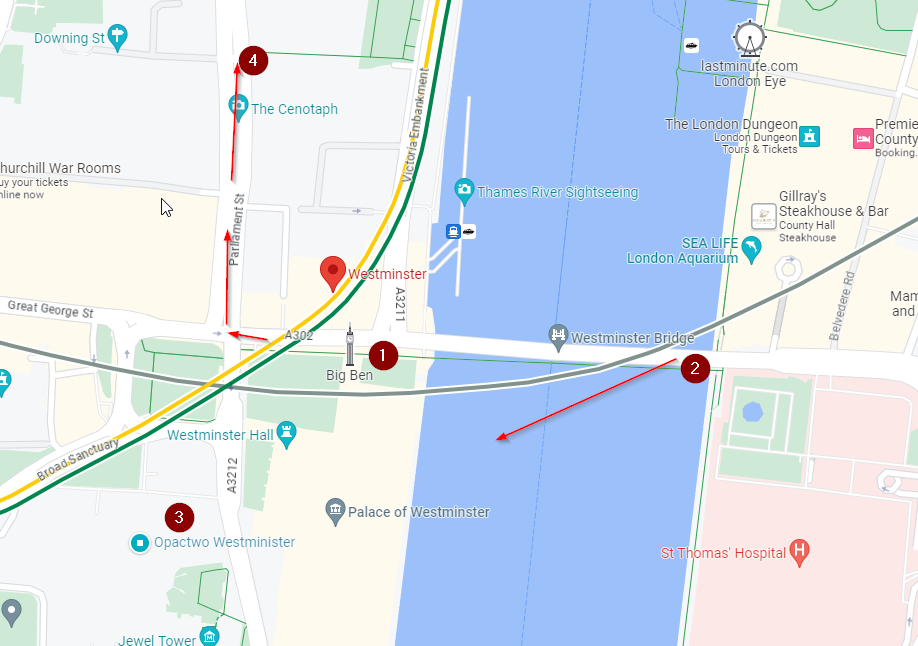 Downing St
4
The Cenotaph
Victoria Embankment
lastminute.com
London Eye
The London Dungeon
London Dungeon
Tours & Tickets
Premie
County
Booking.
hurchill War Rooms
uy your tickets
nline now
Parliament St
Thames River Sightseeing
Gillray's
Steakhouse & Bar
County Hall
Steakhouse
SEA LIFE
London Aquarium
Westminster
A3211
Belvedere Rd
Mam
and
Great George St
A302
Westminster Bridge
1
Big Ben
2
Westminster Hall
Broad Sanctuary
A3212
3
Opactwo Westminister
Palace of Westminster
St Thomas' Hospital
H
Jewel Tower